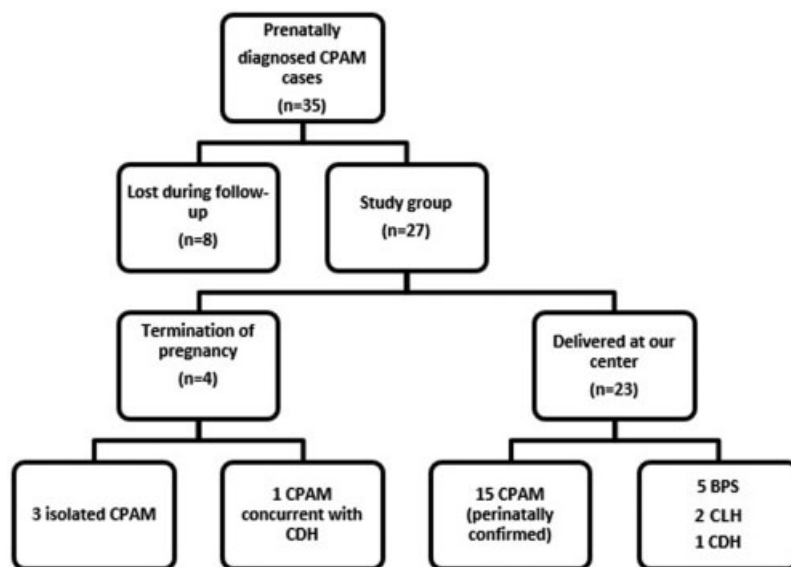 Prenatally
diagnosed CPAM
cases
(n=35)
Lost during follow-
up
(n=8)
Study group
(n=27)
Termination of
pregnancy
(n=4)
Delivered at our
center
(n=23)
3 isolated CPAM
1 CPAM
concurrent with
CDH
15 CPAM
(perinatally
confirmed)
5 BPS
2 CLH
1 CDH